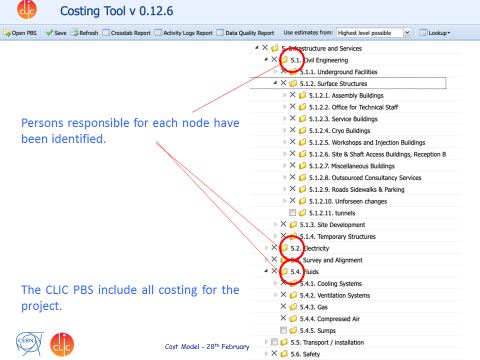 clc
Costing Tool v 0.12.6
Open PBS Save Refresh Crosstab Report Activity Logs Report Data Quality Report Use estimates from: Highest level possible Lookup
5. Infrastructure and Services
5.1. Civil Engineering
5.1.1. Underground Facilities
5.1.2. Surface Structures
5.1.2.1. Assembly Buildings
5.1.2.2. Office for Technical Staff
5.1.2.3. Service Buildings
5.1.2.4. Cryo Buildings
5.1.2.5. Workshops and Injection Buildings
5.1.2.6. Site & Shaft Access Buildings, Reception B
5.1.2.7. Miscellaneous Buildings
5.1.2.8. Outsourced Consultancy Services
5.1.2.9. Roads Sidewalks & Parking
5.1.2.10. Unforseen changes
5.1.2.11. tunnels
5.1.3. Site Development
5.1.4. Temporary Structures
5.2. Electricity
5.3. Survey and Alignment
5.4. Fluids
5.4.1. Cooling Systems
5.4.2. Ventilation Systems
5.4.3. Gas
5.4.4. Compressed Air
5.4.5. Sumps
5.5. Transport / installation
5.6. Safety
Persons responsible for each node have
been identified.
The CLIC PBS include all costing for the
project.
CERN
clc
Cost Model - 28th February